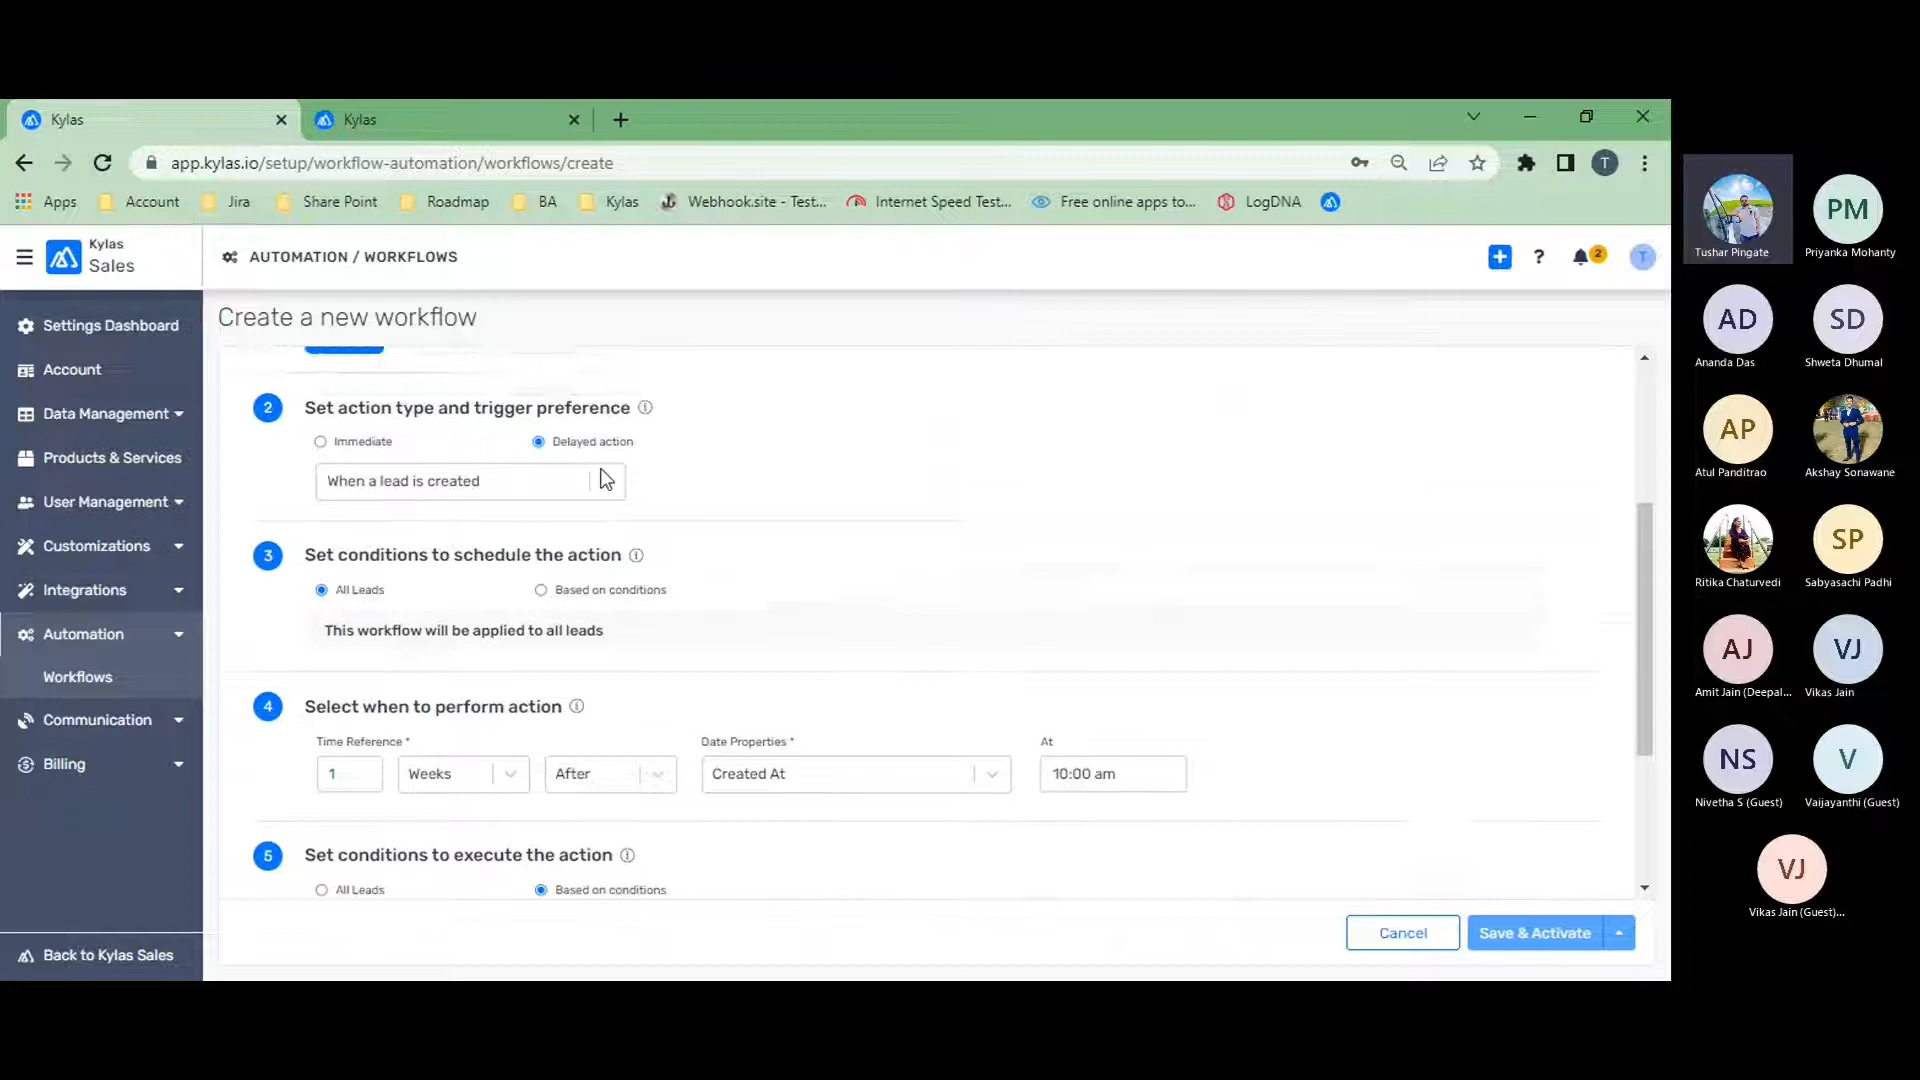 Kylas
Kylas
app.kylas.io/setup/workflow-automation/workflows/create
T
Apps
Account
Jira
Share Point
Roadmap
BA
Kylas
Webhook.site - Test...
Internet Speed Test...
Free online apps to...
LogDNA
Kylas
Sales
AUTOMATION / WORKFLOWS
?
2
T
Settings Dashboard
Account
Data Management
Products & Services
User Management
Customizations
Integrations
Automation
Workflows
Communication
Billing
Back to Kylas Sales
Create a new workflow
2 Set action type and trigger preference
Immediate
Delayed action
When a lead is created
3 Set conditions to schedule the action
All Leads
Based on conditions
This workflow will be applied to all leads
4 Select when to perform action
Time Reference *
Date Properties *
At
1
Weeks
After
Created At
10:00 am
5 Set conditions to execute the action
All Leads
Based on conditions
Cancel
Save & Activate
Tushar Pingate
PM
Priyanka Mohanty
AD
Ananda Das
SD
Shweta Dhumal
AP
Atul Panditrao
Akshay Sonawane
Ritika Chaturvedi
SP
Sabyasachi Padhi
AJ
Amit Jain (Deepal...
VJ
Vikas Jain
NS
Nivetha S (Guest)
V
Vaijayanthi (Guest)
VJ
Vikas Jain (Guest)...